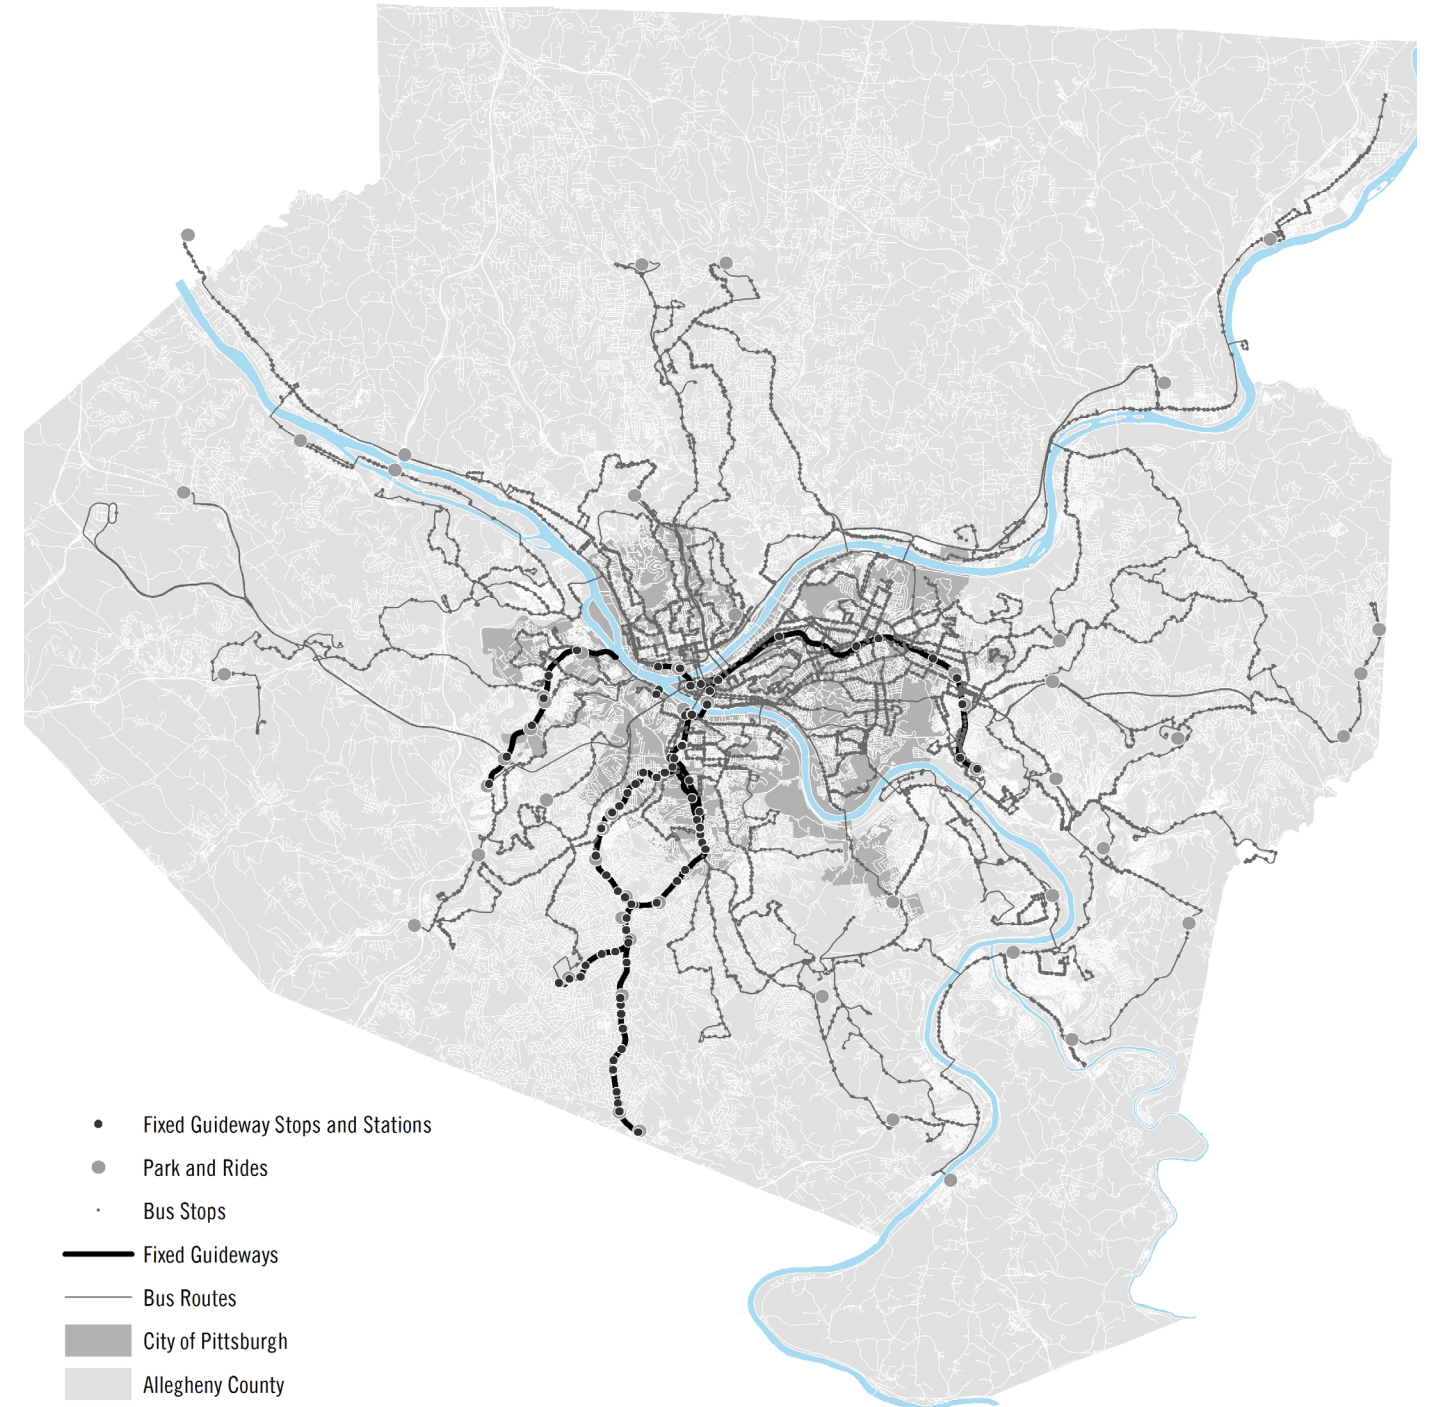 Fixed Guideway Stops and Stations
Park and Rides
Bus Stops
Fixed Guideways
Bus Routes
City of Pittsburgh
Allegheny County